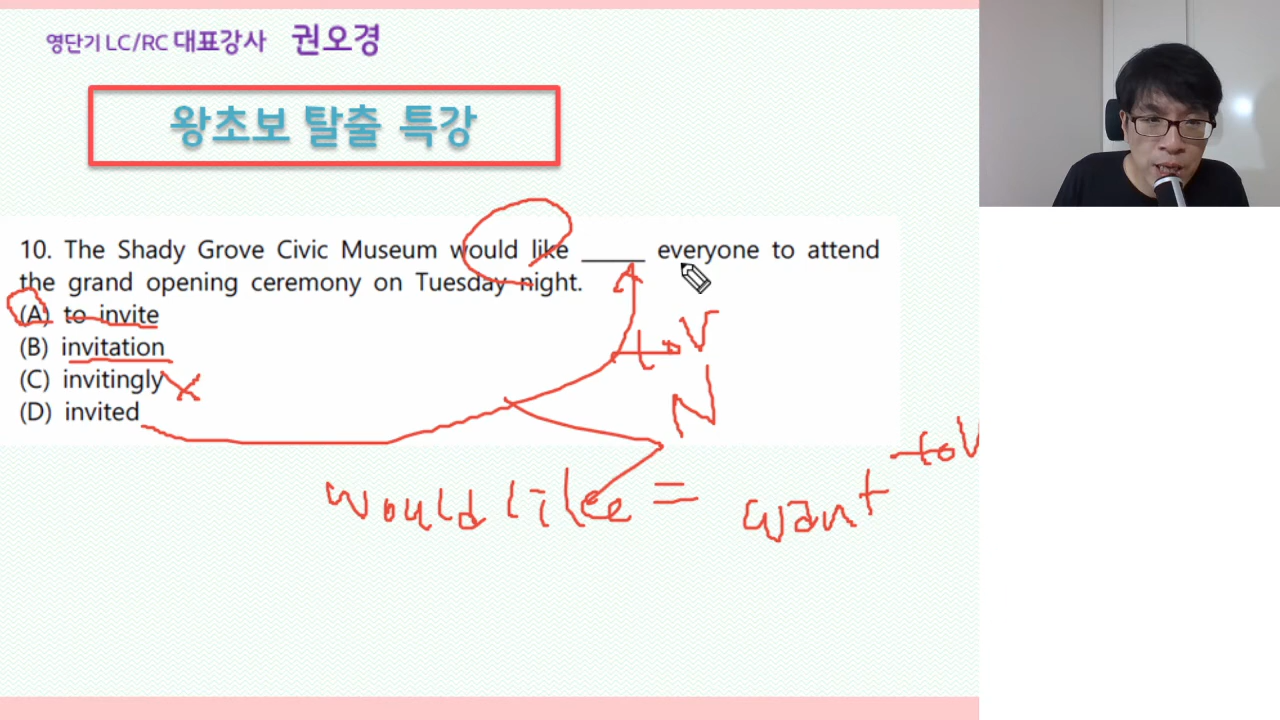 영단기 LC/RC 대표강사 권오경
왕초보 탈출 특강
10. The Shady Grove Civic Museum would like _____ everyone to attend
the grand opening ceremony on Tuesday night.
(A) to invite
(B) invitation
(C) invitingly
(D) invited
to V
N
would like = want to V